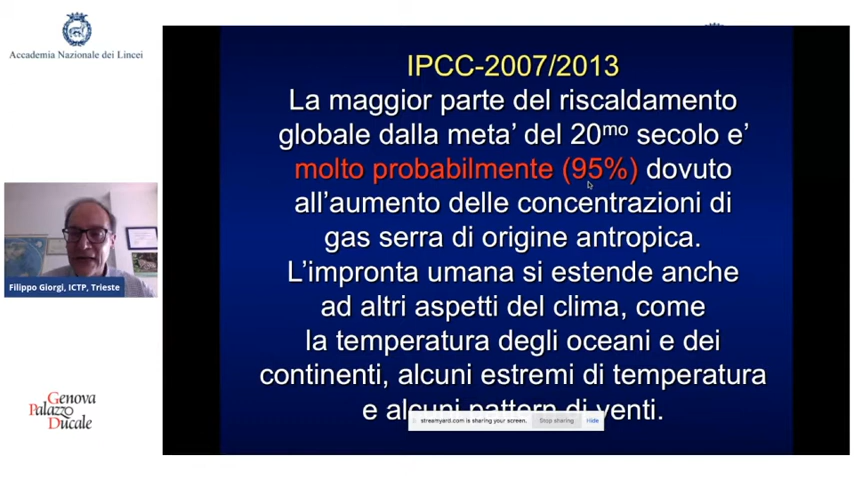 Accademia Nazionale dei Lincei
IPCC-2007/2013
La maggior parte del riscaldamento
globale dalla meta’ del 20mo secolo e’
molto probabilmente (95%) dovuto
all’aumento delle concentrazioni di
gas serra di origine antropica.
L’impronta umana si estende anche
ad altri aspetti del clima, come
la temperatura degli oceani e dei
continenti, alcuni estremi di temperatura
e alcuni pattern di venti.
streamyard.com is sharing your screen. Stop sharing Hide
Filippo Giorgi, ICTP, Trieste
Genova
Palazzo
Ducale